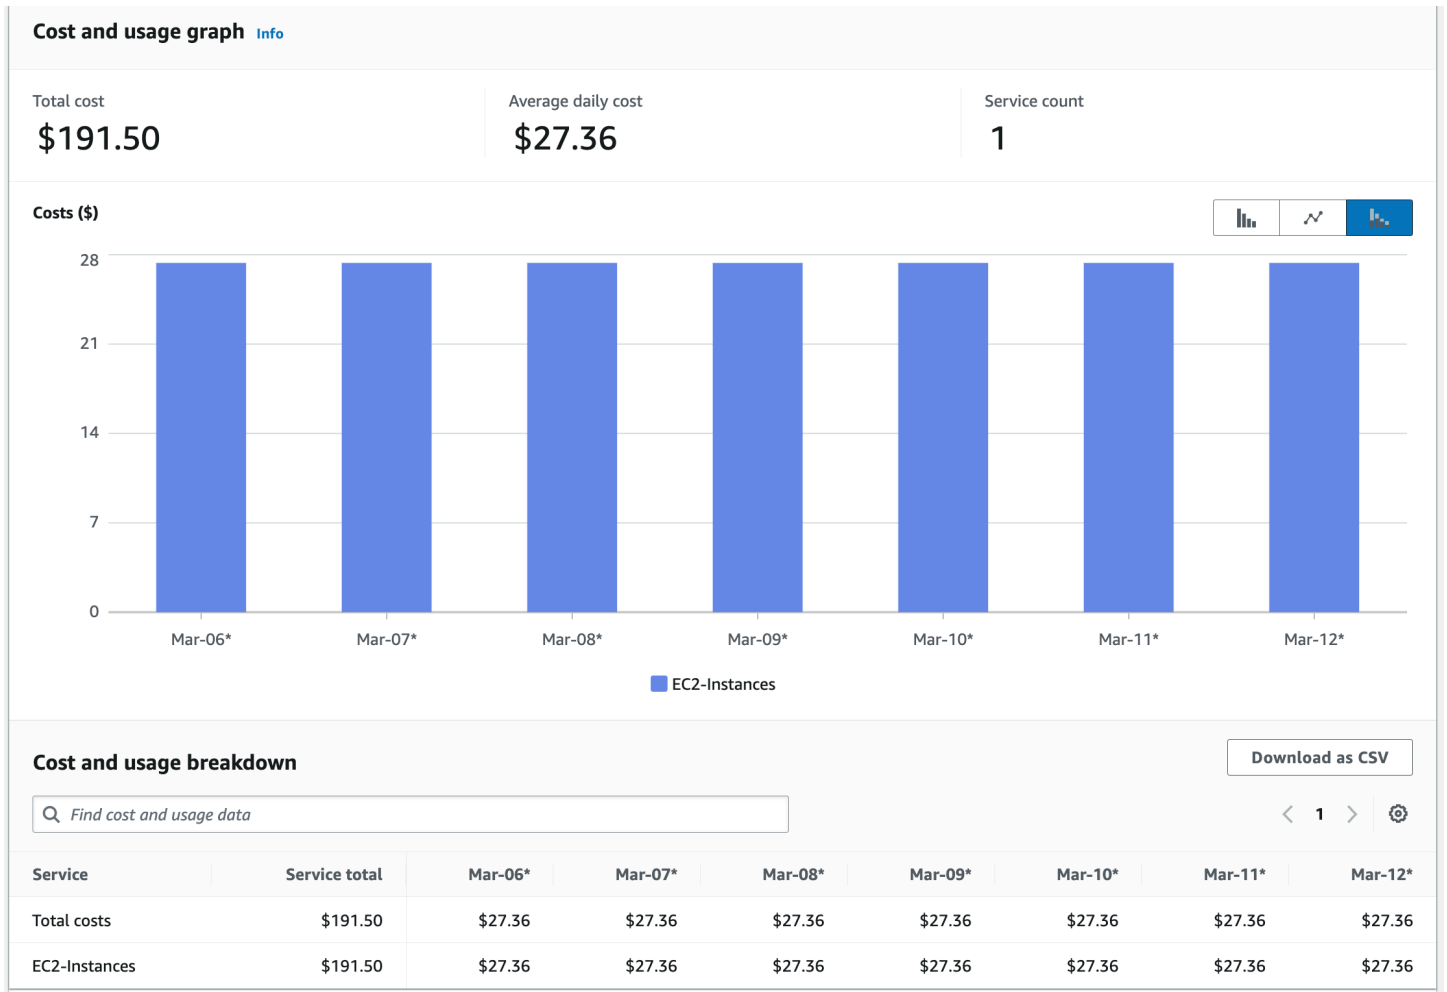 Cost and usage graph Info
Total cost Average daily cost Service count
$191.50 $27.36 1
Costs ($)
28
21
14
7
0
Mar-06* Mar-07* Mar-08* Mar-09* Mar-10* Mar-11* Mar-12*
EC2-Instances
Cost and usage breakdown Download as CSV
Find cost and usage data 1
Service Service total Mar-06* Mar-07* Mar-08* Mar-09* Mar-10* Mar-11* Mar-12*
Total costs $191.50 $27.36 $27.36 $27.36 $27.36 $27.36 $27.36 $27.36
EC2-Instances $191.50 $27.36 $27.36 $27.36 $27.36 $27.36 $27.36 $27.36